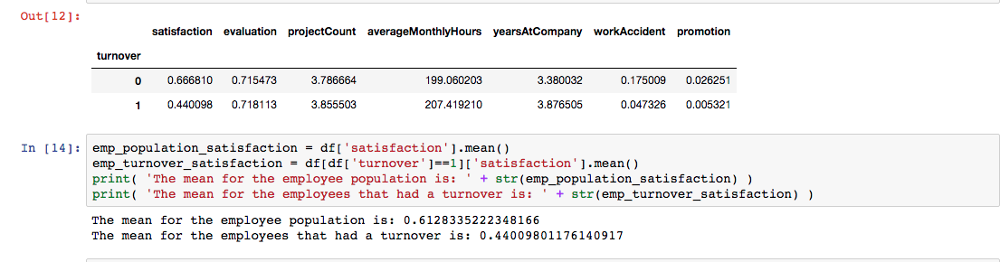 Out[12]:
satisfaction evaluation projectCount averageMonthlyHours yearsAtCompany workAccident promotion
turnover
0 0.666810 0.715473 3.786664 199.060203 3.380032 0.175009 0.026251
1 0.440098 0.718113 3.855503 207.419210 3.876505 0.047326 0.005321
In [14]: emp_population_satisfaction = df['satisfaction'].mean()
emp_turnover_satisfaction = df[df['turnover']==1]['satisfaction'].mean()
print( 'The mean for the employee population is: ' + str(emp_population_satisfaction) )
print( 'The mean for the employees that had a turnover is: ' + str(emp_turnover_satisfaction) )
The mean for the employee population is: 0.6128335222348166
The mean for the employees that had a turnover is: 0.44009801176140917